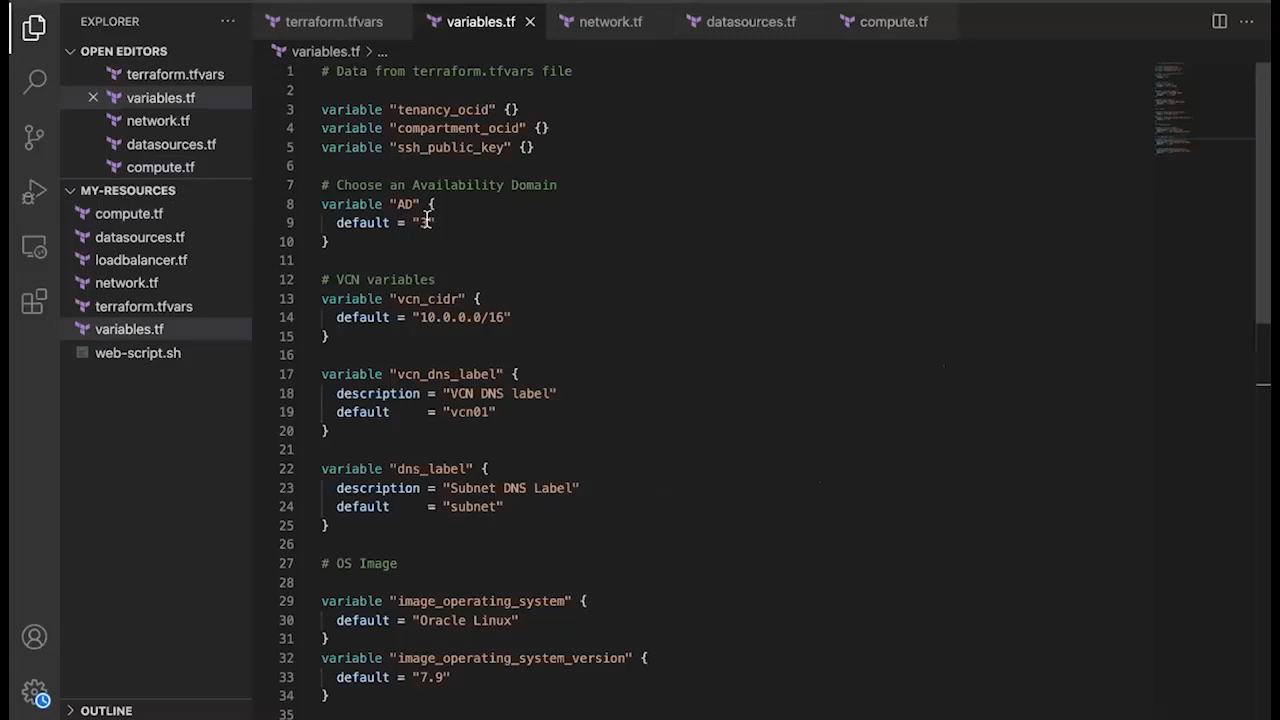 EXPLORER
OPEN EDITORS
terraform.tfvars
variables.tf
network.tf
datasources.tf
compute.tf
MY-RESOURCES
compute.tf
datasources.tf
loadbalancer.tf
network.tf
terraform.tfvars
variables.tf
web-script.sh
OUTLINE
terraform.tfvars
variables.tf
network.tf
datasources.tf
compute.tf
variables.tf > ...
1 # Data from terraform.tfvars file
2
3 variable "tenancy_ocid" {}
4 variable "compartment_ocid" {}
5 variable "ssh_public_key" {}
6
7 # Choose an Availability Domain
8 variable "AD" {
9 default = "3"
10 }
11
12 # VCN variables
13 variable "vcn_cidr" {
14 default = "10.0.0.0/16"
15 }
16
17 variable "vcn_dns_label" {
18 description = "VCN DNS label"
19 default = "vcn01"
20 }
21
22 variable "dns_label" {
23 description = "Subnet DNS Label"
24 default = "subnet"
25 }
26
27 # OS Image
28
29 variable "image_operating_system" {
30 default = "Oracle Linux"
31 }
32 variable "image_operating_system_version" {
33 default = "7.9"
34 }
35